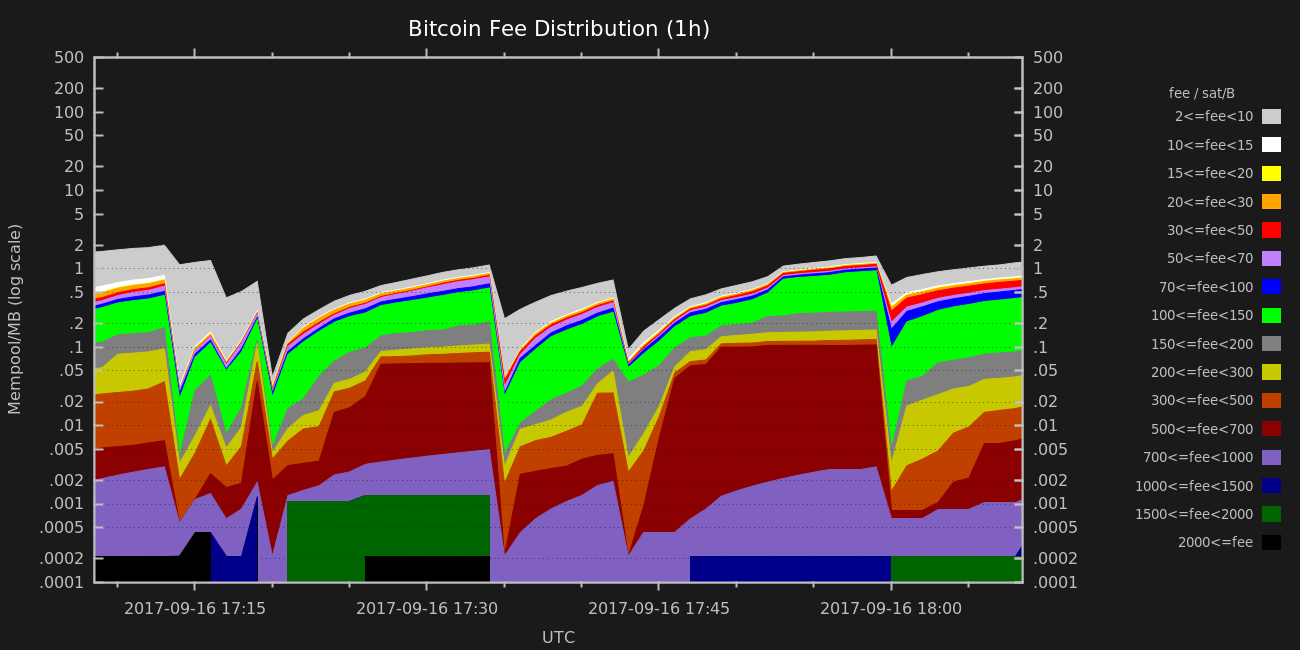 Bitcoin Fee Distribution (1h)
Mempool/MB (log scale)
500
200
100
50
20
10
5
2
1
.5
.2
.1
.05
.02
.01
.005
.002
.001
.0005
.0002
.0001
500
200
100
50
20
10
5
2
1
.5
.2
.1
.05
.02
.01
.005
.002
.001
.0005
.0002
.0001
2017-09-16 17:15
2017-09-16 17:30
2017-09-16 17:45
2017-09-16 18:00
UTC
fee / sat/B
2<=fee<10
10<=fee<15
15<=fee<20
20<=fee<30
30<=fee<50
50<=fee<70
70<=fee<100
100<=fee<150
150<=fee<200
200<=fee<300
300<=fee<500
500<=fee<700
700<=fee<1000
1000<=fee<1500
1500<=fee<2000
2000<=fee